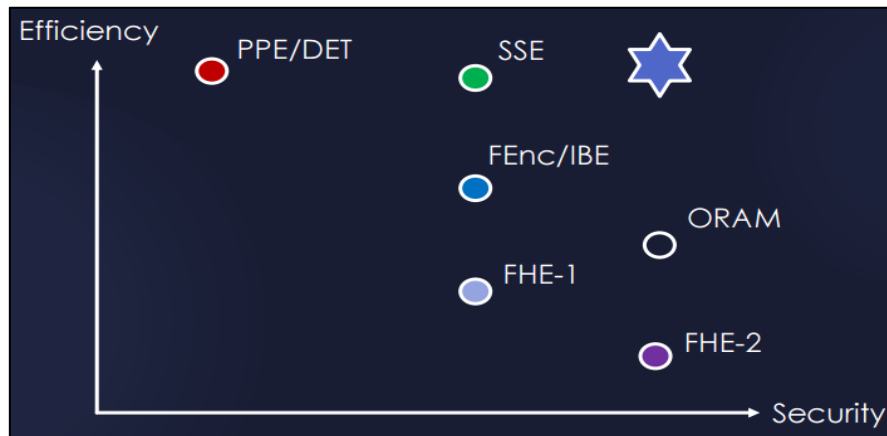 Efficiency
PPE/DET
SSE
FEnc/IBE
ORAM
FHE-1
FHE-2
Security